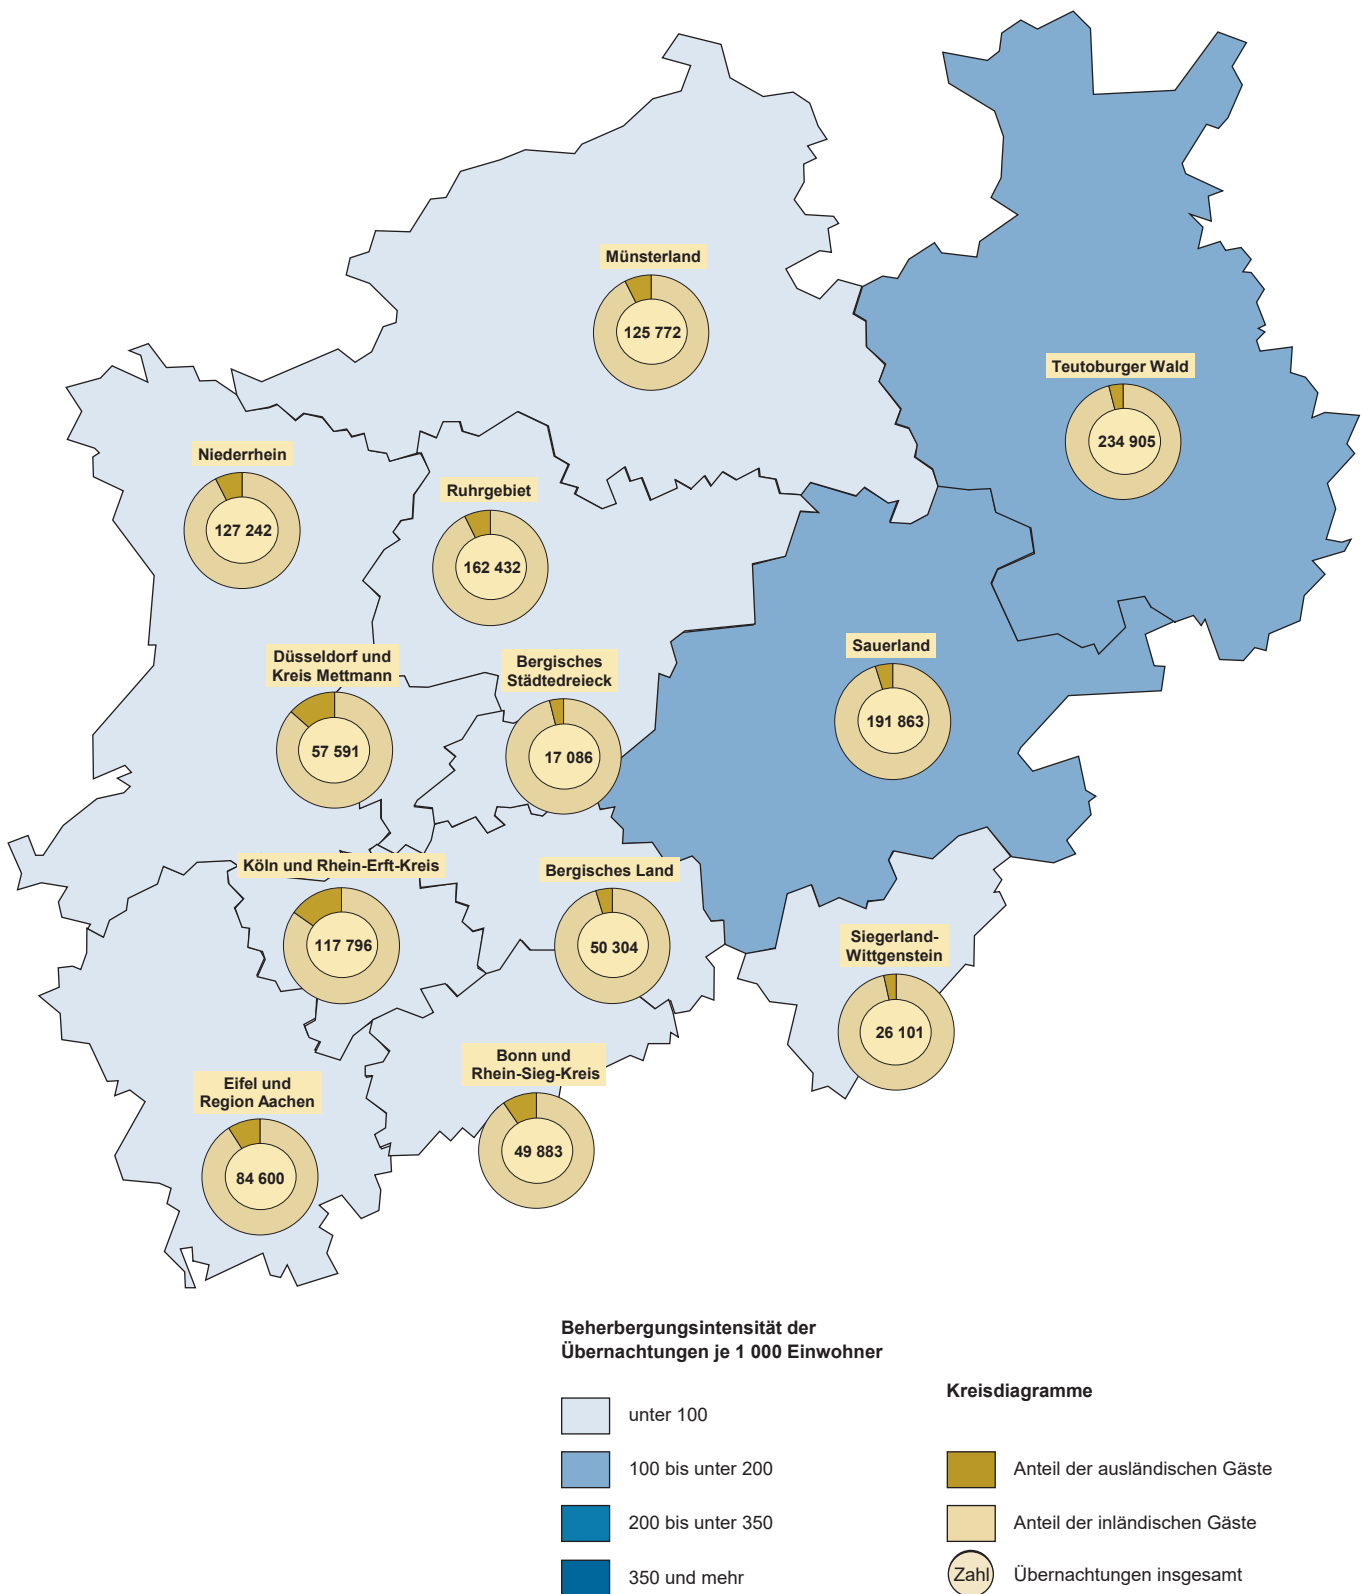 Münsterland
125 772
Teutoburger Wald
234 905
Niederrhein
127 242
Ruhrgebiet
162 432
Düsseldorf und
Kreis Mettmann
57 591
Bergisches
Städtedreieck
17 086
Sauerland
191 863
Köln und Rhein-Erft-Kreis
117 796
Bergisches Land
50 304
Siegerland-
Wittgenstein
26 101
Bonn und
Rhein-Sieg-Kreis
49 883
Eifel und
Region Aachen
84 600
Beherbergungsintensität der
Übernachtungen je 1 000 Einwohner
unter 100
100 bis unter 200
200 bis unter 350
350 und mehr
Kreisdiagramme
Anteil der ausländischen Gäste
Anteil der inländischen Gäste
Zahl Übernachtungen insgesamt